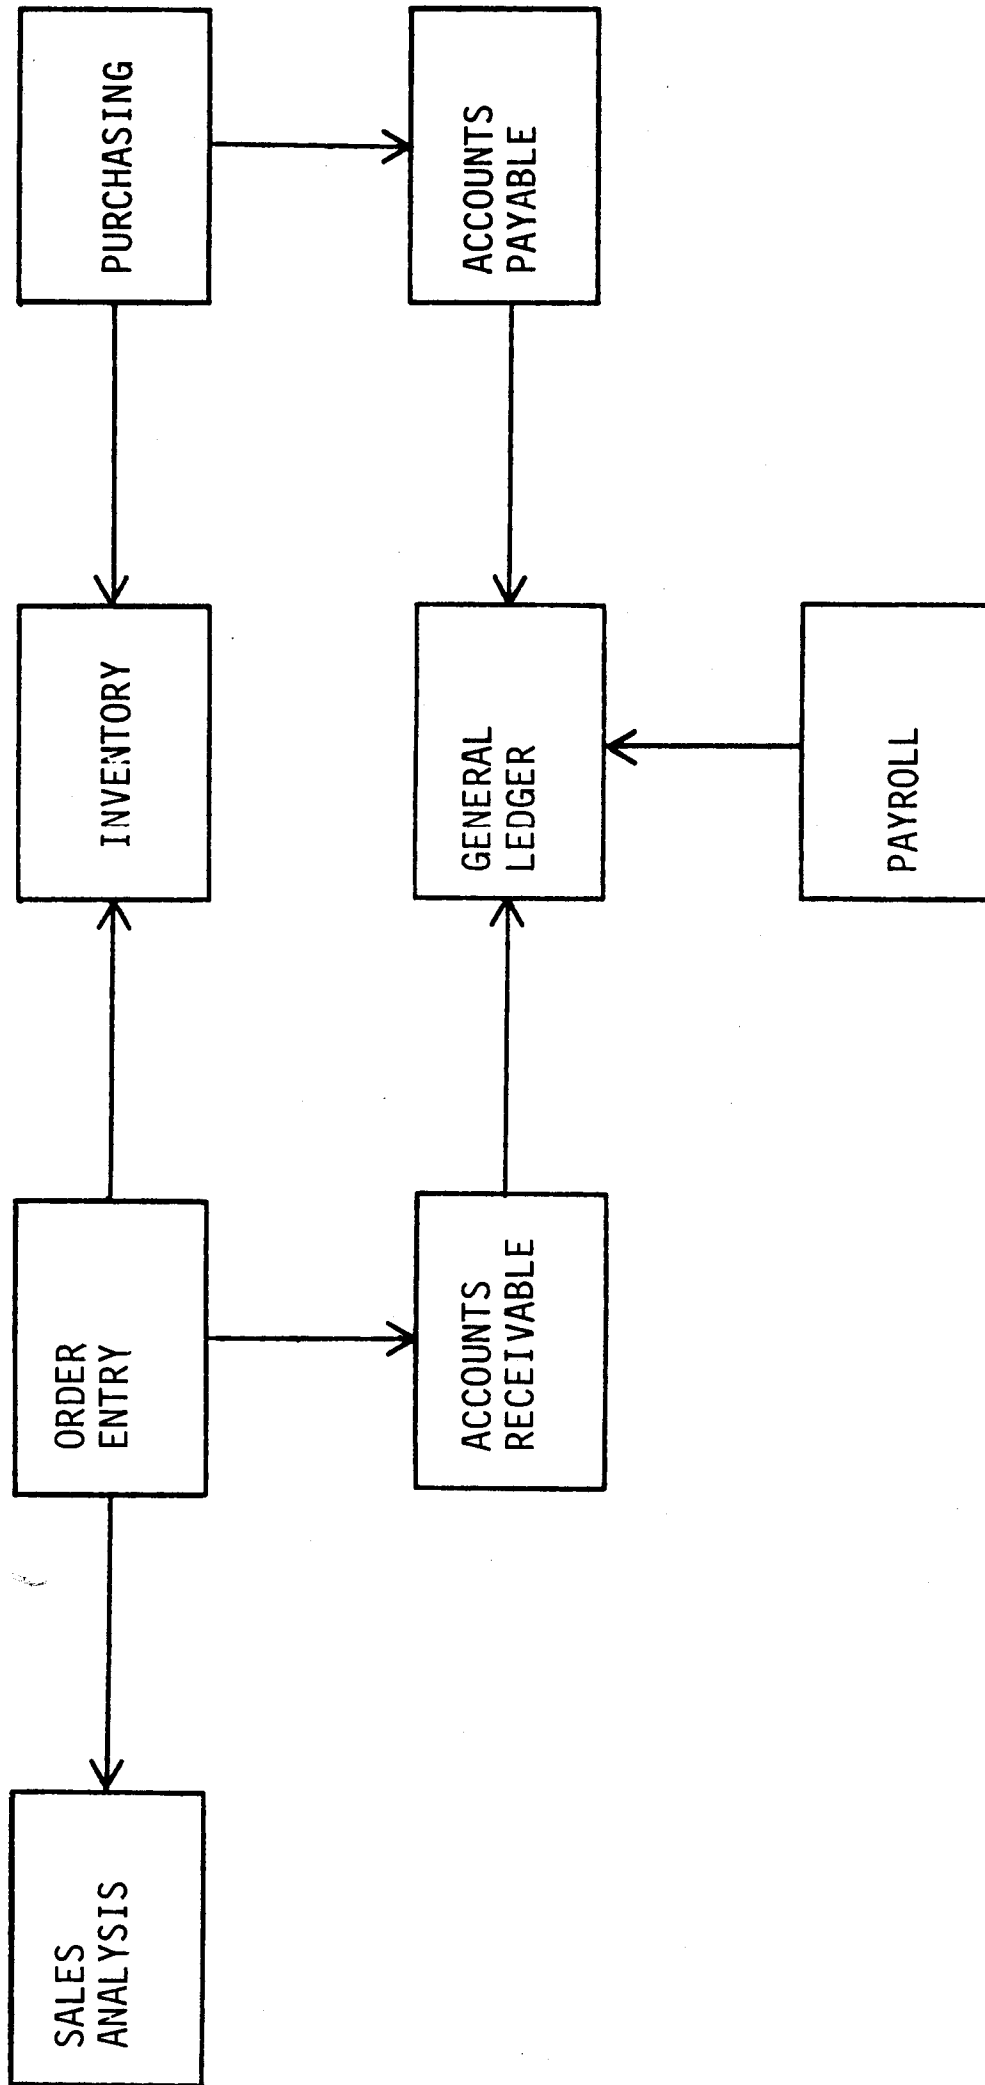 SALES
ANALYSIS
ORDER
ENTRY
INVENTORY
PURCHASING
ACCOUNTS
RECEIVABLE
GENERAL
LEDGER
ACCOUNTS
PAYABLE
PAYROLL